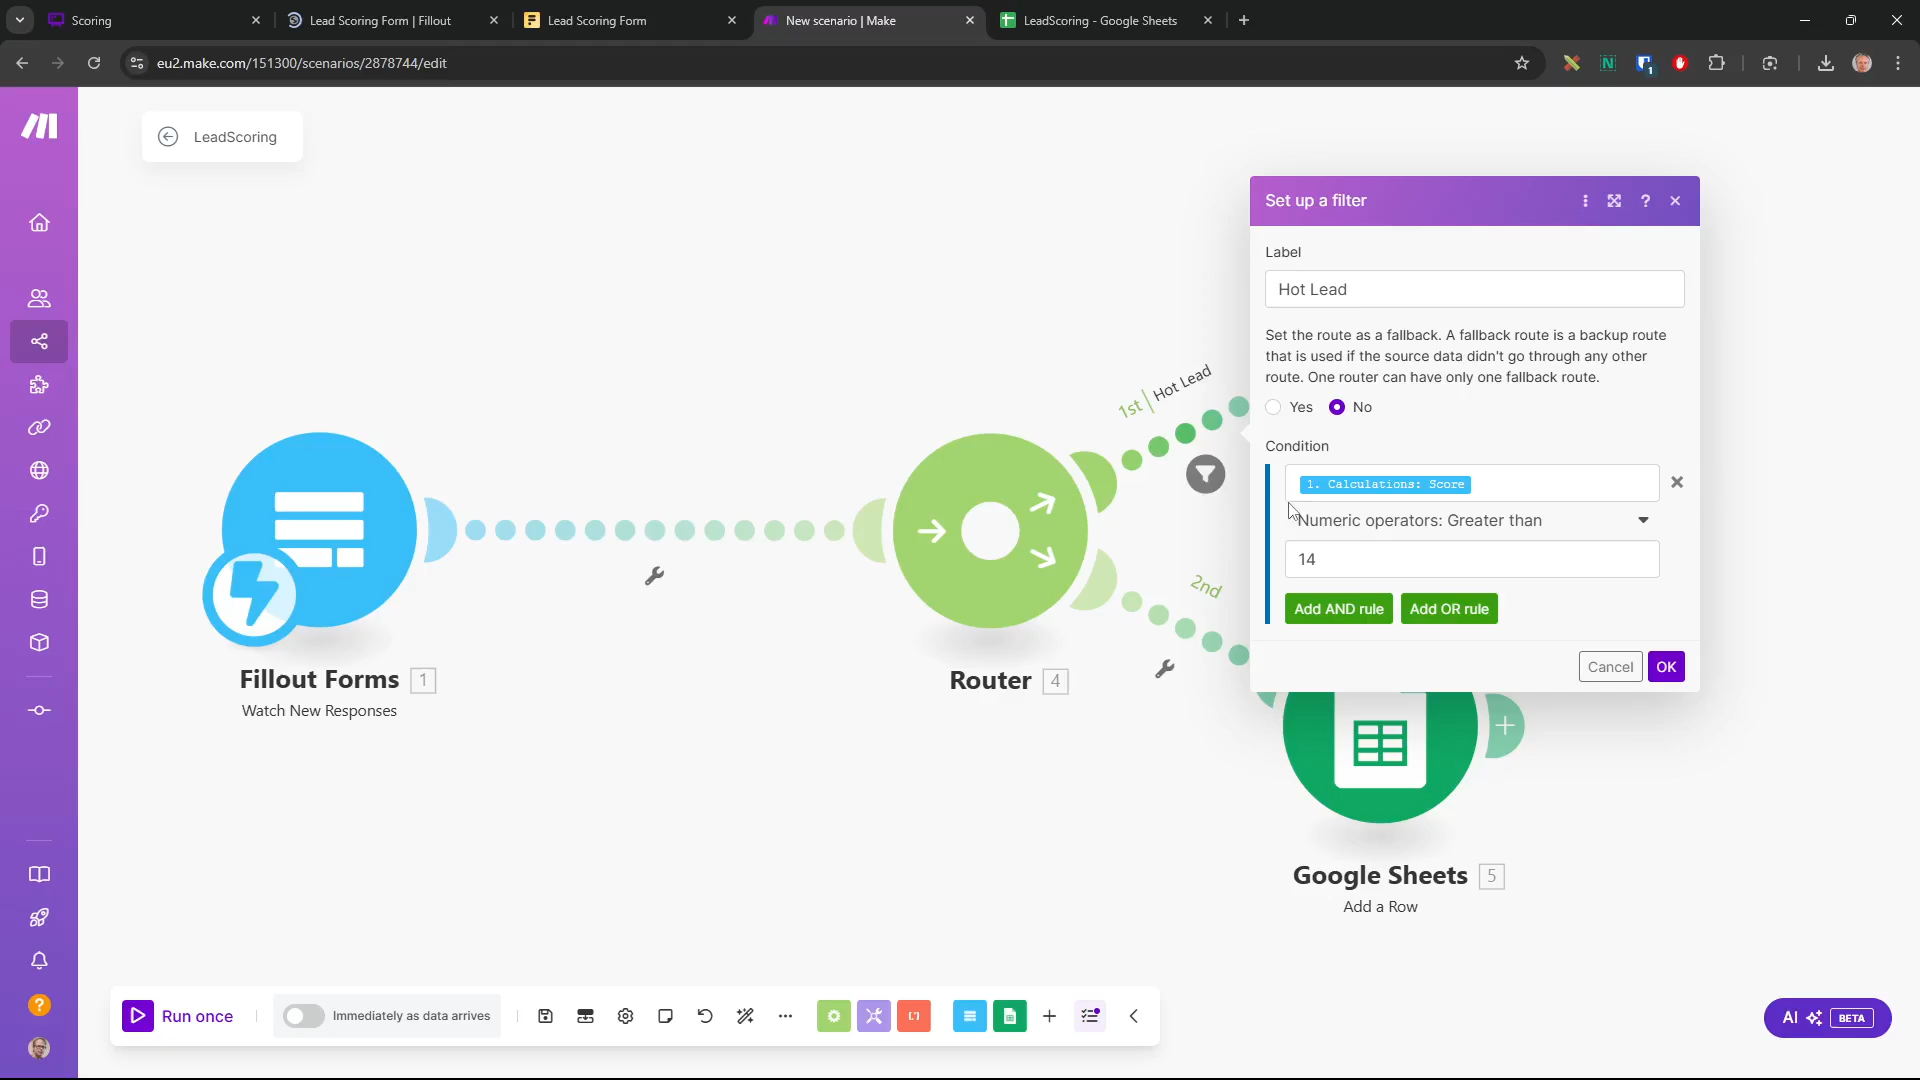 Scoring
Lead Scoring Form | Fillout
Lead Scoring Form
New scenario | Make
LeadScoring - Google Sheets
eu2.make.com/151300/scenarios/2878744/edit
N
1
LeadScoring
Set up a filter
?
Label
Hot Lead
Set the route as a fallback. A fallback route is a backup route
that is used if the source data didn't go through any other
route. One router can have only one fallback route.
Yes
No
Condition
1. Calculations: Score
Numeric operators: Greater than
14
Add AND rule
Add OR rule
Cancel
OK
1st | Hot Lead
2nd
Fillout Forms 1
Watch New Responses
Router 4
Google Sheets 5
Add a Row
?
Run once
Immediately as data arrives
AI
BETA